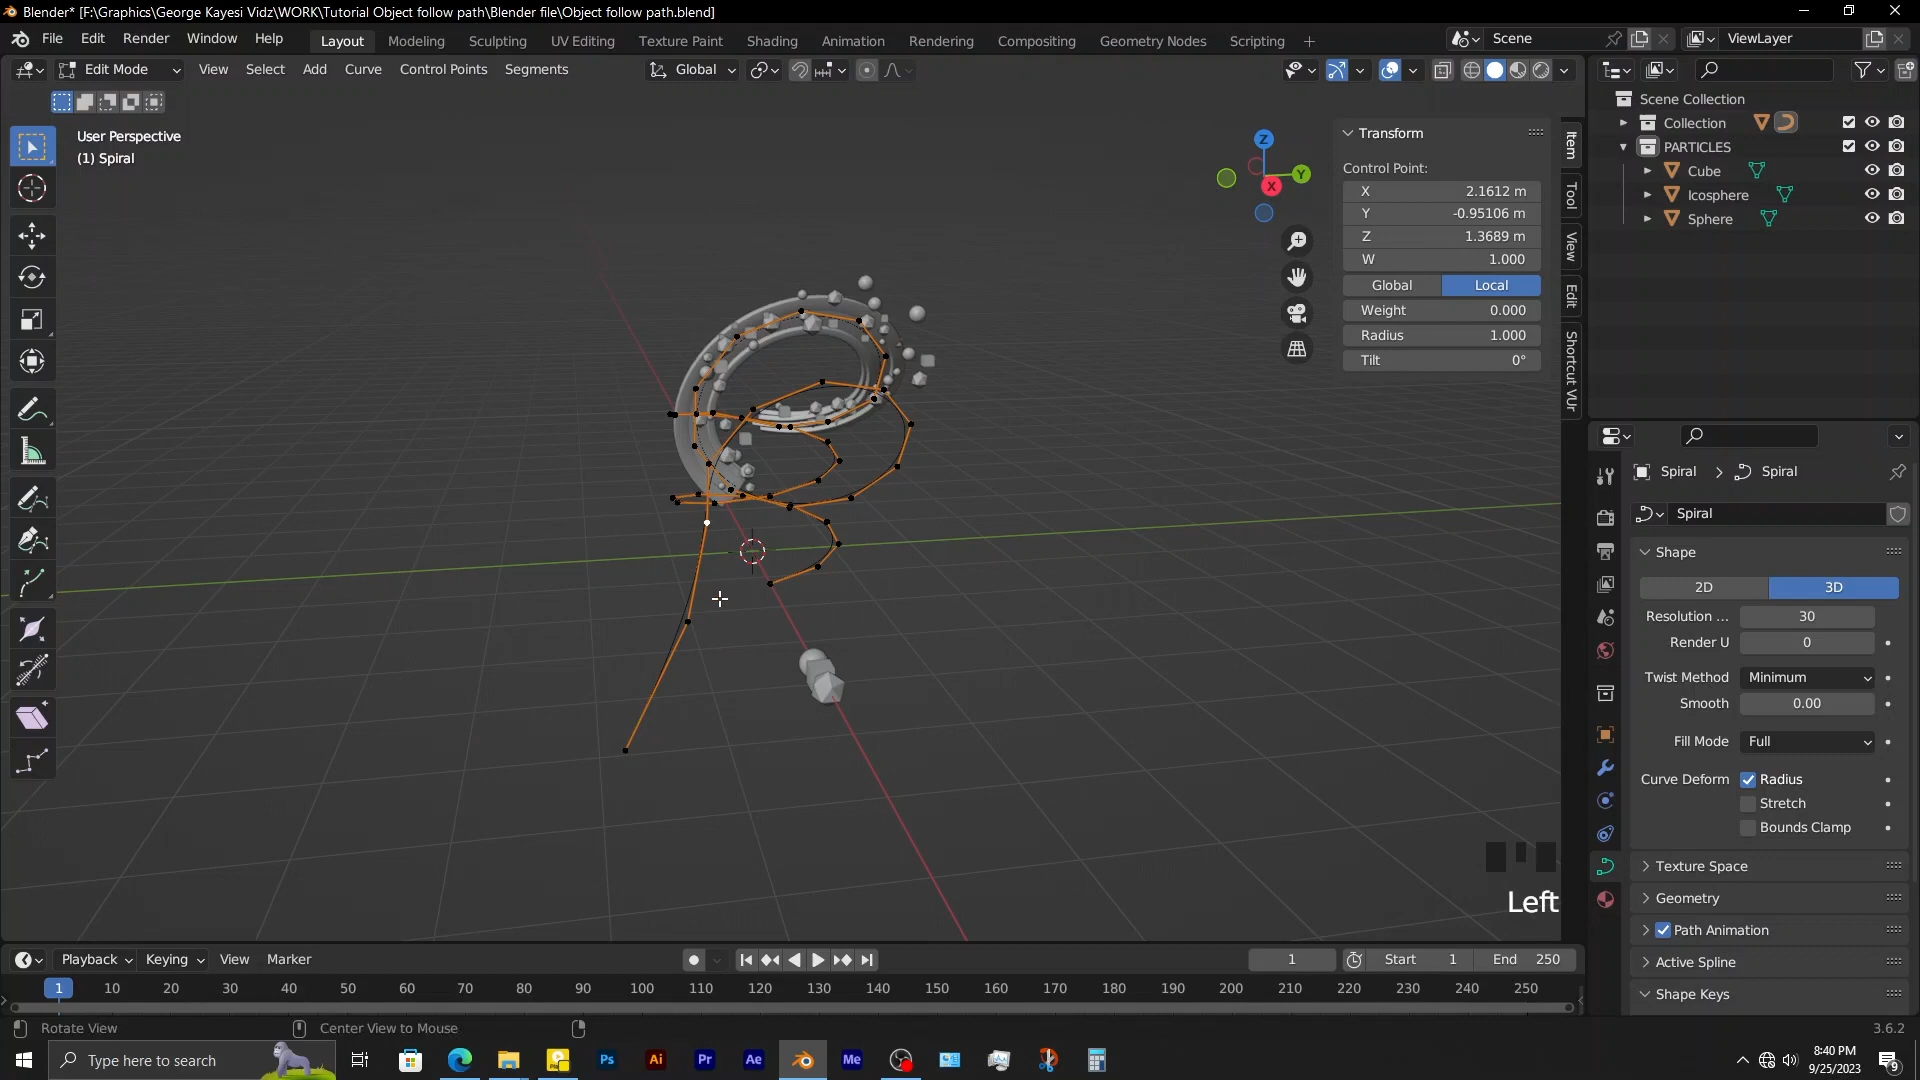 Blender* [F:\Graphics\George Kayesi Vidz\WORK\Tutorial Object follow path\Blender file\Object follow path.blend]
File Edit Render Window Help
Layout Modeling Sculpting UV Editing Texture Paint Shading Animation Rendering Compositing Geometry Nodes Scripting +
Scene
ViewLayer
Edit Mode View Select Add Curve Control Points Segments
Global
User Perspective
(1) Spiral
Z
Y
X
Transform
Control Point:
X 2.1612 m
Y -0.95106 m
Z 1.3689 m
W 1.000
Global Local
Weight 0.000
Radius 1.000
Tilt 0°
Item
Tool
View
Edit
Shortcut VUr
Scene Collection
Collection
PARTICLES
Cube
Icosphere
Sphere
Spiral > Spiral
Spiral
Shape
2D 3D
Resolution ... 30
Render U 0
Twist Method Minimum
Smooth 0.00
Fill Mode Full
Curve Deform Radius
Stretch
Bounds Clamp
Texture Space
Geometry
Path Animation
Active Spline
Shape Keys
Left
Playback Keying View Marker
1 Start 1 End 250
1 10 20 30 40 50 60 70 80 90 100 110 120 130 140 150 160 170 180 190 200 210 220 230 240 250
Rotate View Center View to Mouse
3.6.2
Type here to search
Ps Ai Pr Ae Me
8:40 PM
9/25/2023
9